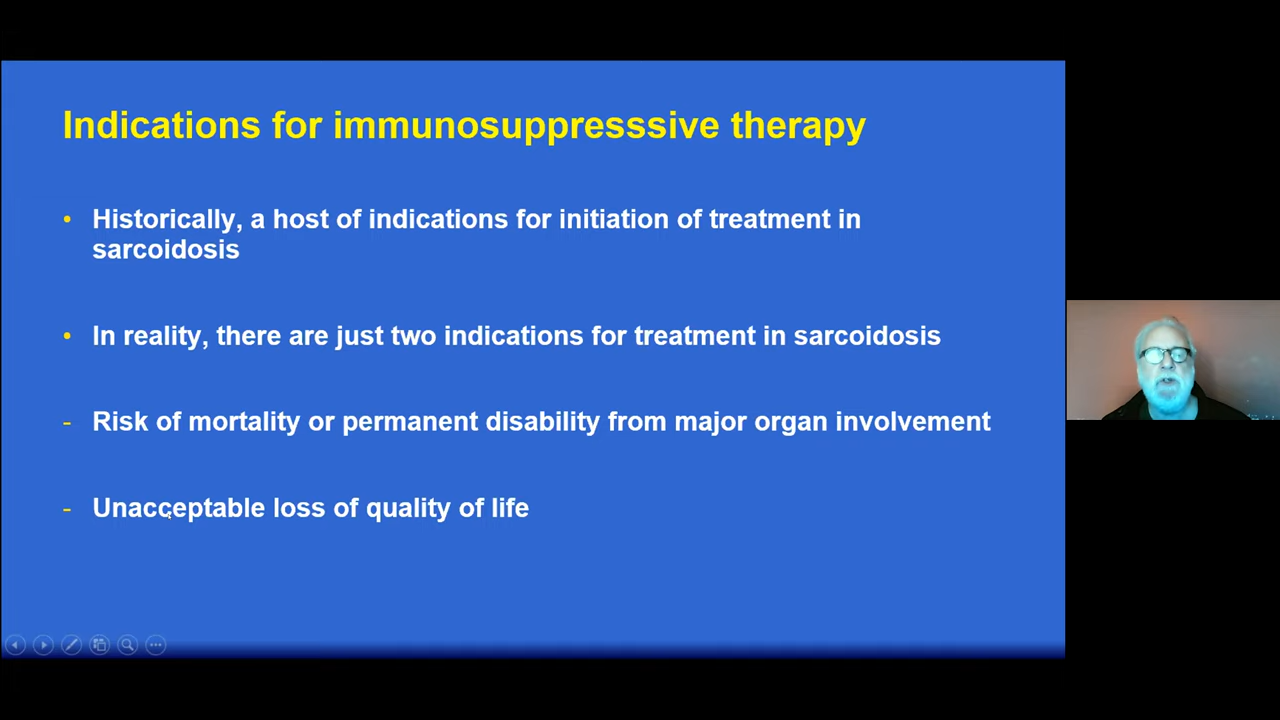 Indications for immunosuppresssive therapy
• Historically, a host of indications for initiation of treatment in
sarcoidosis
• In reality, there are just two indications for treatment in sarcoidosis
- Risk of mortality or permanent disability from major organ involvement
- Unacceptable loss of quality of life